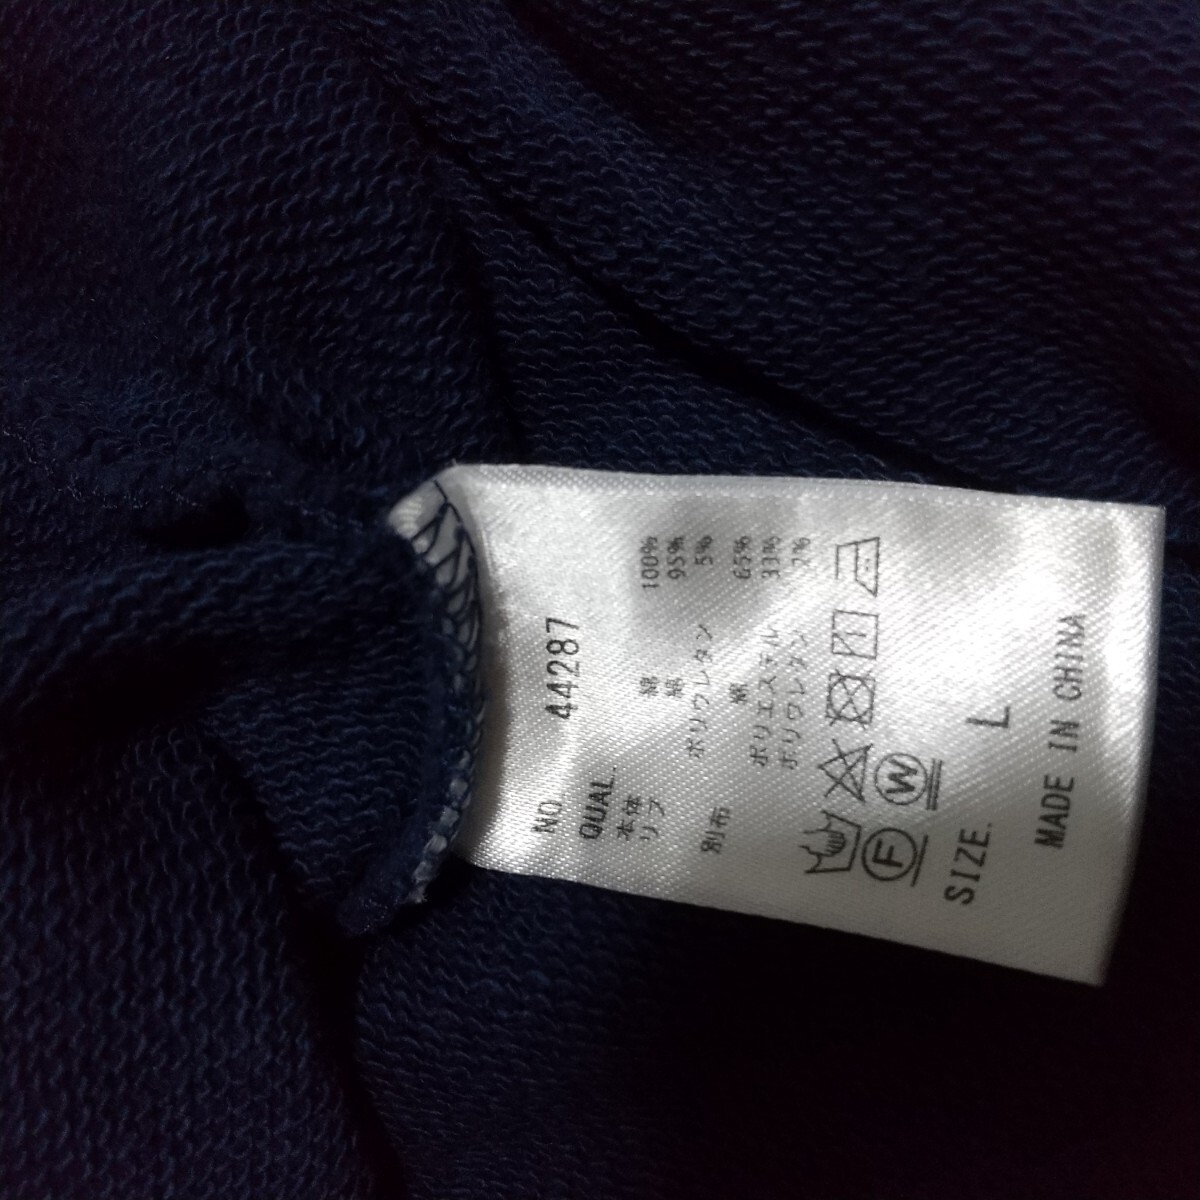 NO. 44287
QUAL.
本体 綿 100%
リブ 綿 95%
ポリウレタン 5%
別布 綿 65%
ポリエステル 33%
ポリウレタン 2%
1
F W
SIZE. L
MADE IN CHINA